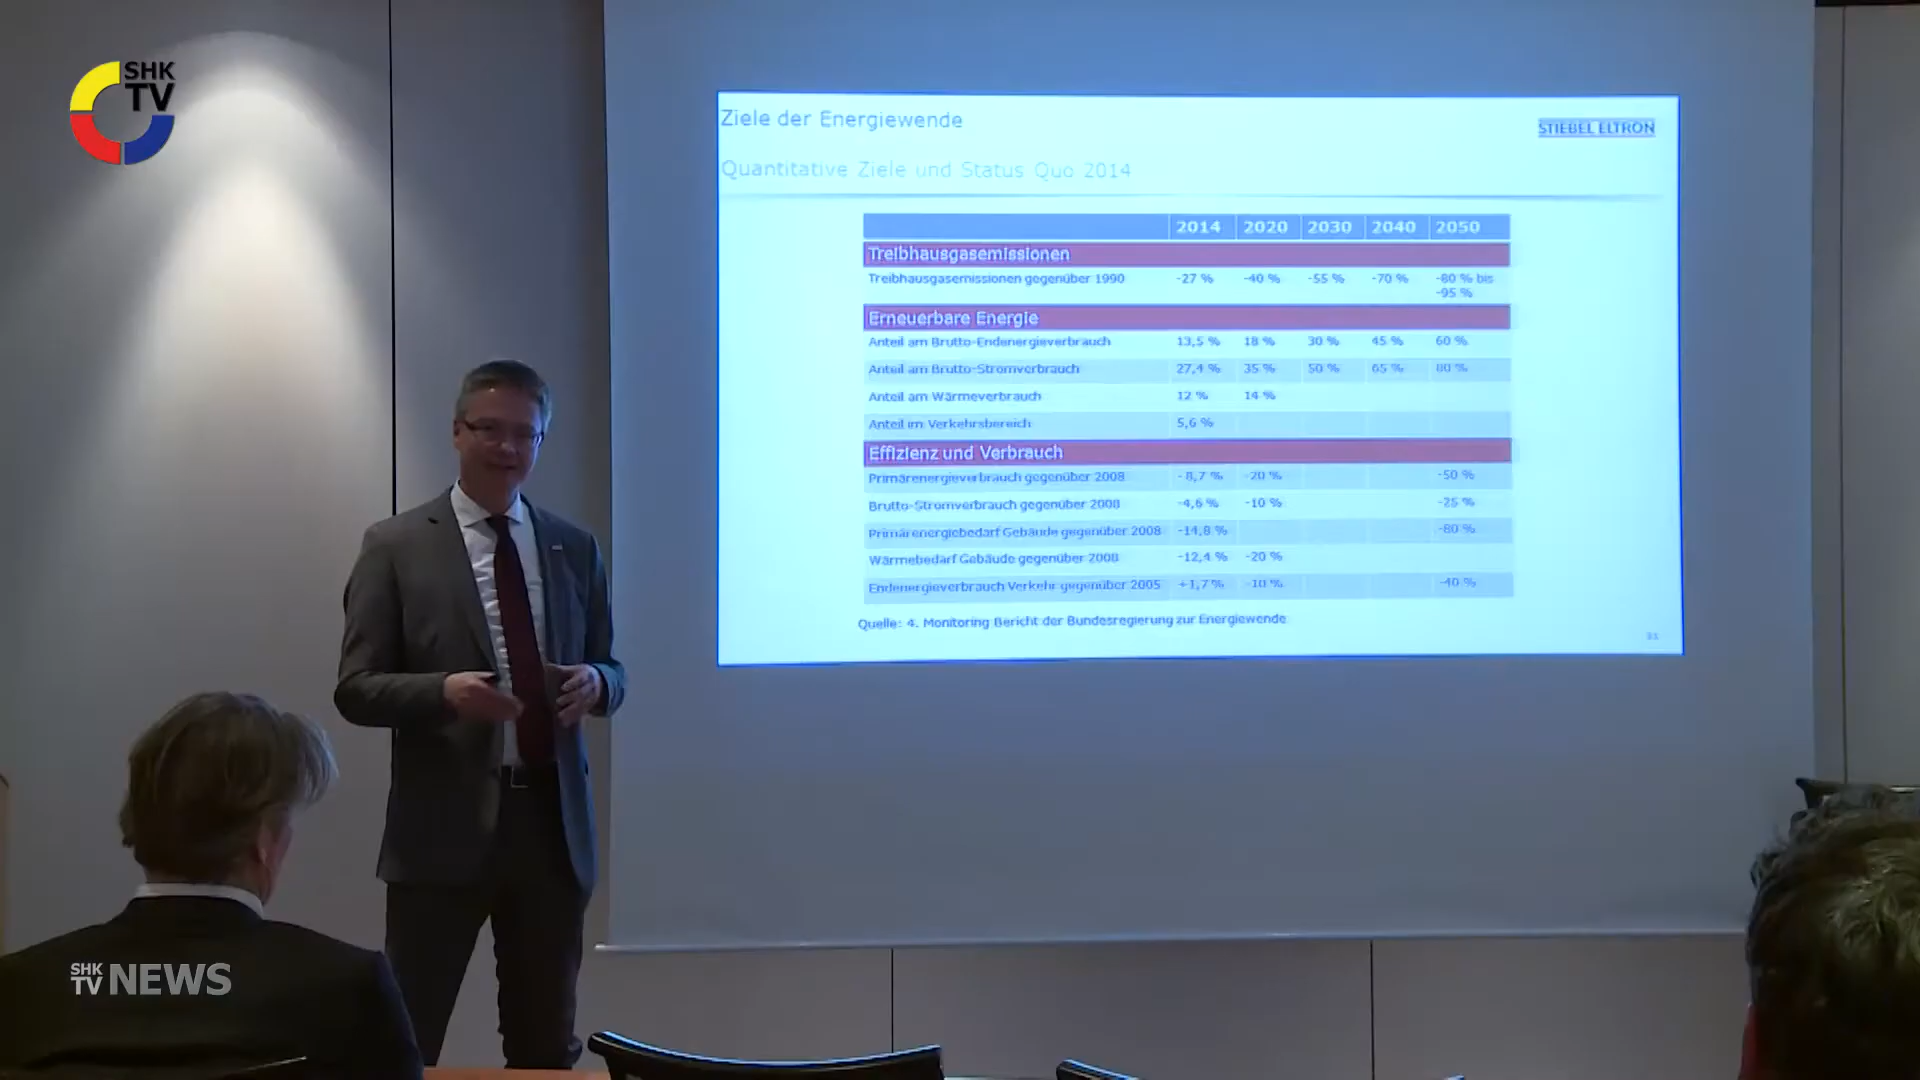 SHK
TV
Ziele der Energiewende
STIEBEL ELTRON
Quantitative Ziele und Status Quo 2014
2014 2020 2030 2040 2050
Treibhausgasemissionen
Treibhausgasemissionen gegenüber 1990 -27 % -40 % -55 % -70 % -80 % bis
-95 %
Erneuerbare Energie
Anteil am Brutto-Endenergieverbrauch 13,5 % 18 % 30 % 45 % 60 %
Anteil am Brutto-Stromverbrauch 27,4 % 35 % 50 % 65 % 80 %
Anteil am Wärmeverbrauch 12 % 14 %
Anteil im Verkehrsbereich 5,6 %
Effizienz und Verbrauch
Primärenergieverbrauch gegenüber 2008 -8,7 % -20 % -50 %
Brutto-Stromverbrauch gegenüber 2008 -4,6 % -10 % -25 %
Primärenergiebedarf Gebäude gegenüber 2008 -14,8 % -80 %
Wärmebedarf Gebäude gegenüber 2008 -12,4 % -20 %
Endenergieverbrauch Verkehr gegenüber 2005 +1,7 % -10 % -40 %
Quelle: 4. Monitoring Bericht der Bundesregierung zur Energiewende
SHK
TV NEWS